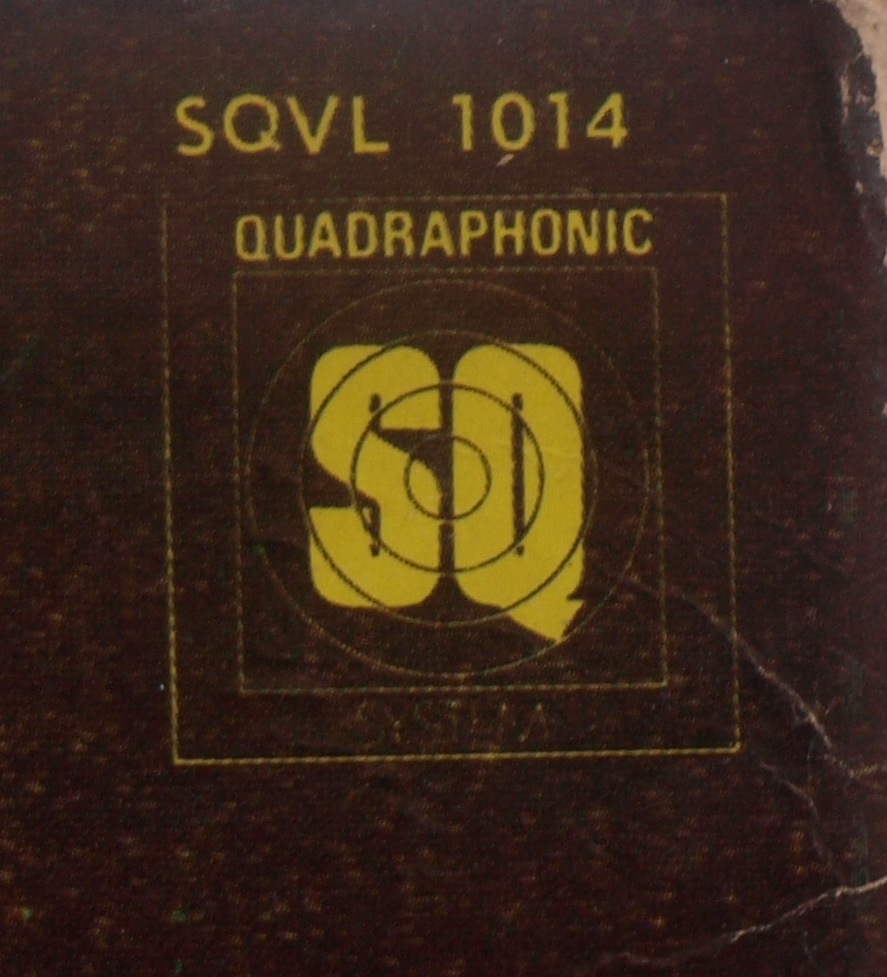 SQVL 1014
QUADRAPHONIC
SQ
SYSTEM